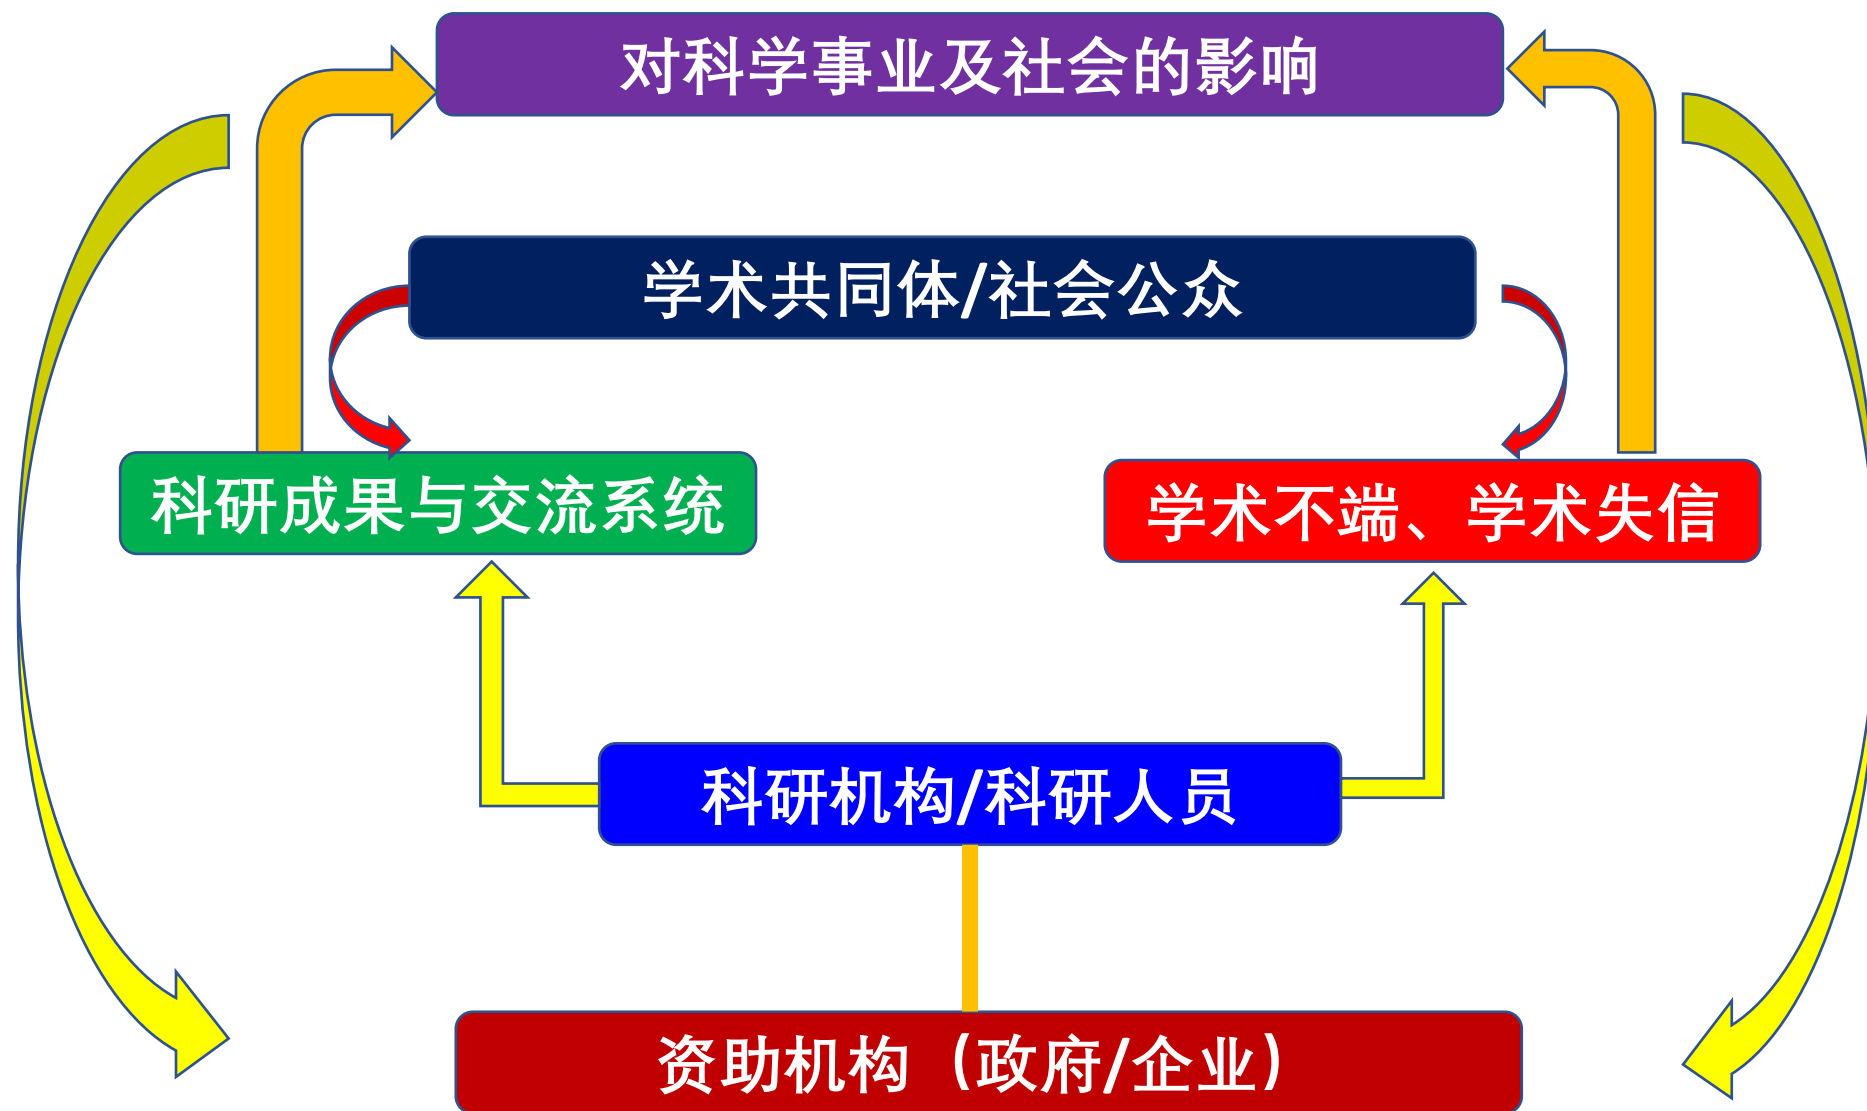 对科学事业及社会的影响
学术共同体/社会公众
科研成果与交流系统
学术不端、学术失信
科研机构/科研人员
资助机构（政府/企业）